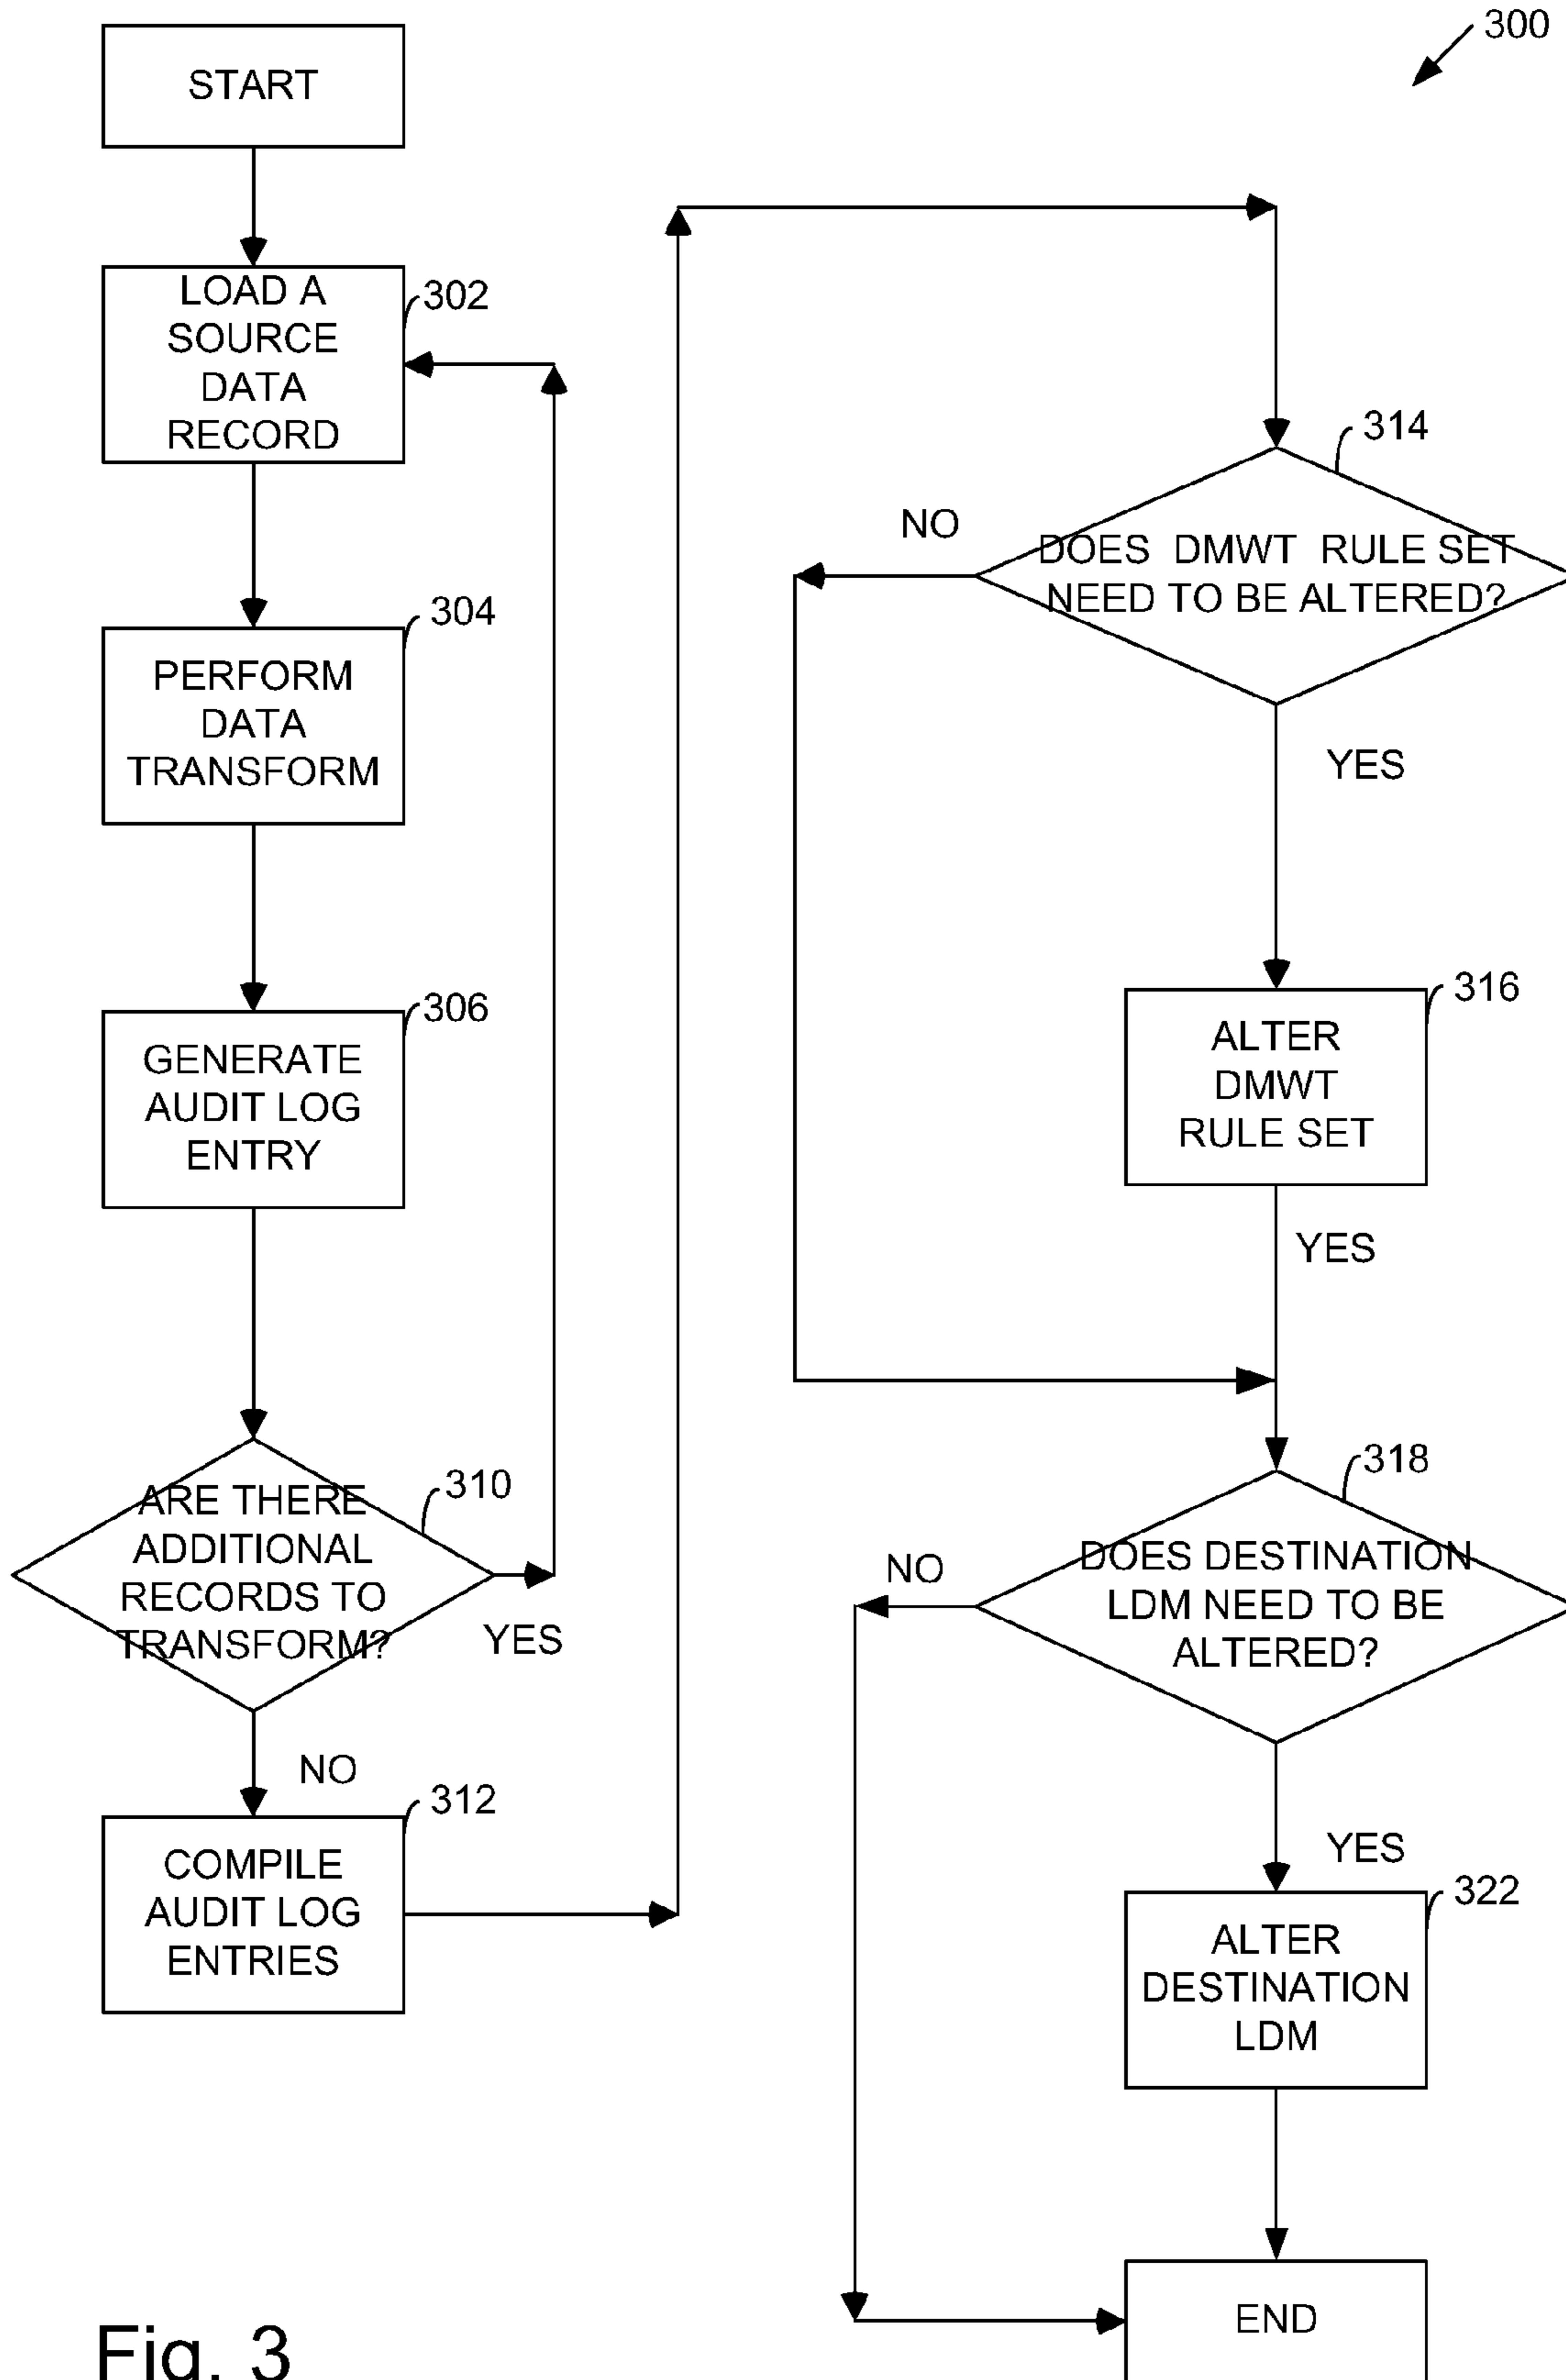 300
START
LOAD A
SOURCE
DATA
RECORD
302
PERFORM
DATA
TRANSFORM
304
GENERATE
AUDIT LOG
ENTRY
306
ARE THERE
ADDITIONAL
RECORDS TO
TRANSFORM?
310
YES
NO
COMPILE
AUDIT LOG
ENTRIES
312
314
NO
DOES DMWT RULE SET
NEED TO BE ALTERED?
YES
316
ALTER
DMWT
RULE SET
YES
318
NO
DOES DESTINATION
LDM NEED TO BE
ALTERED?
YES
322
ALTER
DESTINATION
LDM
END
Fig. 3